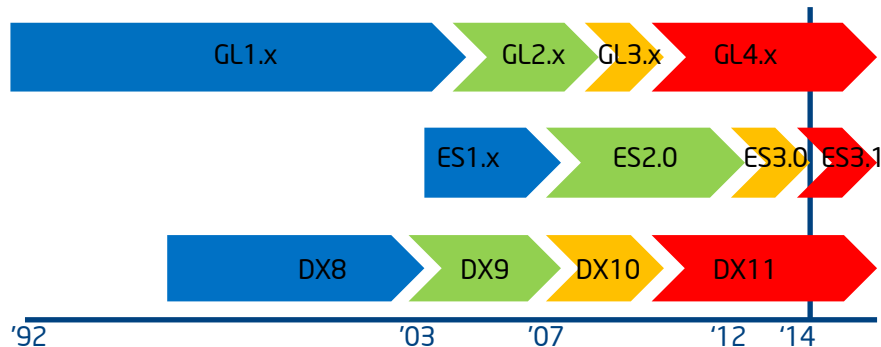 GL1.x GL2.x GL3.x GL4.x
ES1.x ES2.0 ES3.0 ES3.1
DX8 DX9 DX10 DX11
’92 ’03 ’07 ‘12 ‘14